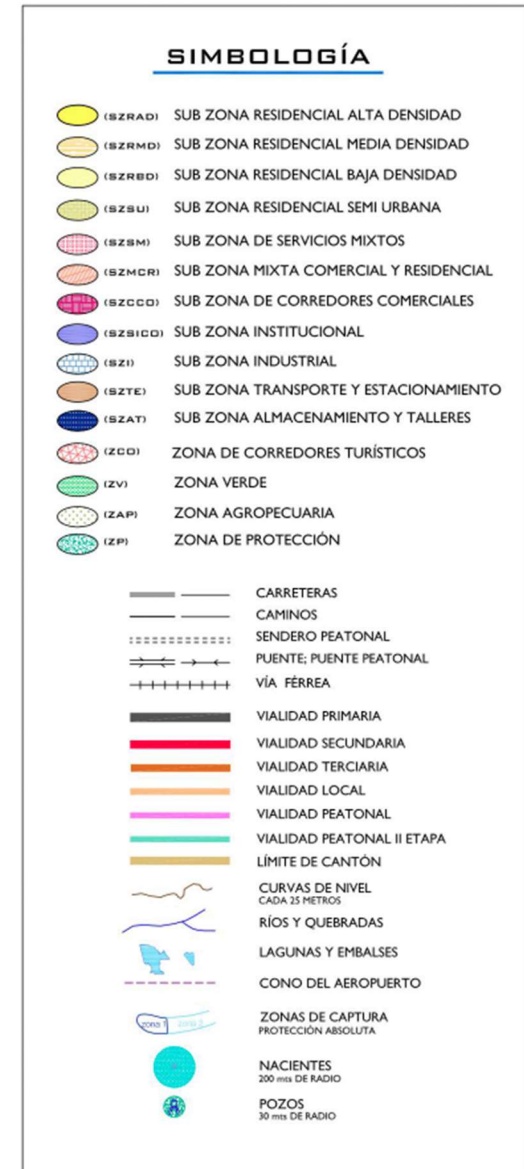 SIMBOLOGÍA
(SZRAD) SUB ZONA RESIDENCIAL ALTA DENSIDAD
(SZRMD) SUB ZONA RESIDENCIAL MEDIA DENSIDAD
(SZRBD) SUB ZONA RESIDENCIAL BAJA DENSIDAD
(SZSU) SUB ZONA RESIDENCIAL SEMI URBANA
(SZSM) SUB ZONA DE SERVICIOS MIXTOS
(SZMCR) SUB ZONA MIXTA COMERCIAL Y RESIDENCIAL
(SZCCO) SUB ZONA DE CORREDORES COMERCIALES
(SZSICO) SUB ZONA INSTITUCIONAL
(SZI) SUB ZONA INDUSTRIAL
(SZTE) SUB ZONA TRANSPORTE Y ESTACIONAMIENTO
(SZAT) SUB ZONA ALMACENAMIENTO Y TALLERES
(ZCO) ZONA DE CORREDORES TURÍSTICOS
(ZV) ZONA VERDE
(ZAP) ZONA AGROPECUARIA
(ZP) ZONA DE PROTECCIÓN
CARRETERAS
CAMINOS
SENDERO PEATONAL
PUENTE; PUENTE PEATONAL
VÍA FÉRREA
VIALIDAD PRIMARIA
VIALIDAD SECUNDARIA
VIALIDAD TERCIARIA
VIALIDAD LOCAL
VIALIDAD PEATONAL
VIALIDAD PEATONAL II ETAPA
LÍMITE DE CANTÓN
CURVAS DE NIVEL
CADA 25 METROS
RÍOS Y QUEBRADAS
LAGUNAS Y EMBALSES
CONO DEL AEROPUERTO
zona 1 zona 2 ZONAS DE CAPTURA
PROTECCIÓN ABSOLUTA
NACIENTES
200 mts DE RADIO
POZOS
30 mts DE RADIO